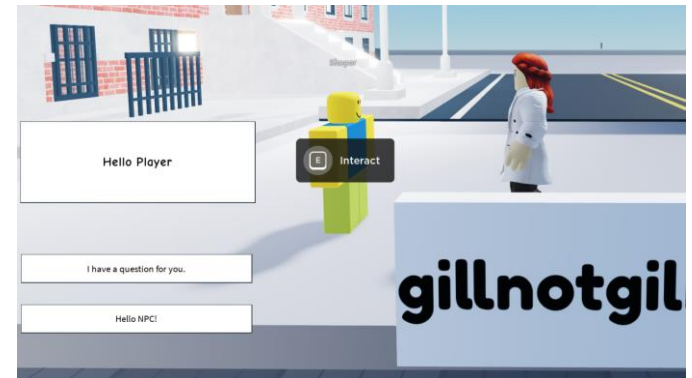 Hello Player
E Interact
I have a question for you.
Hello NPC!
gillnotgil